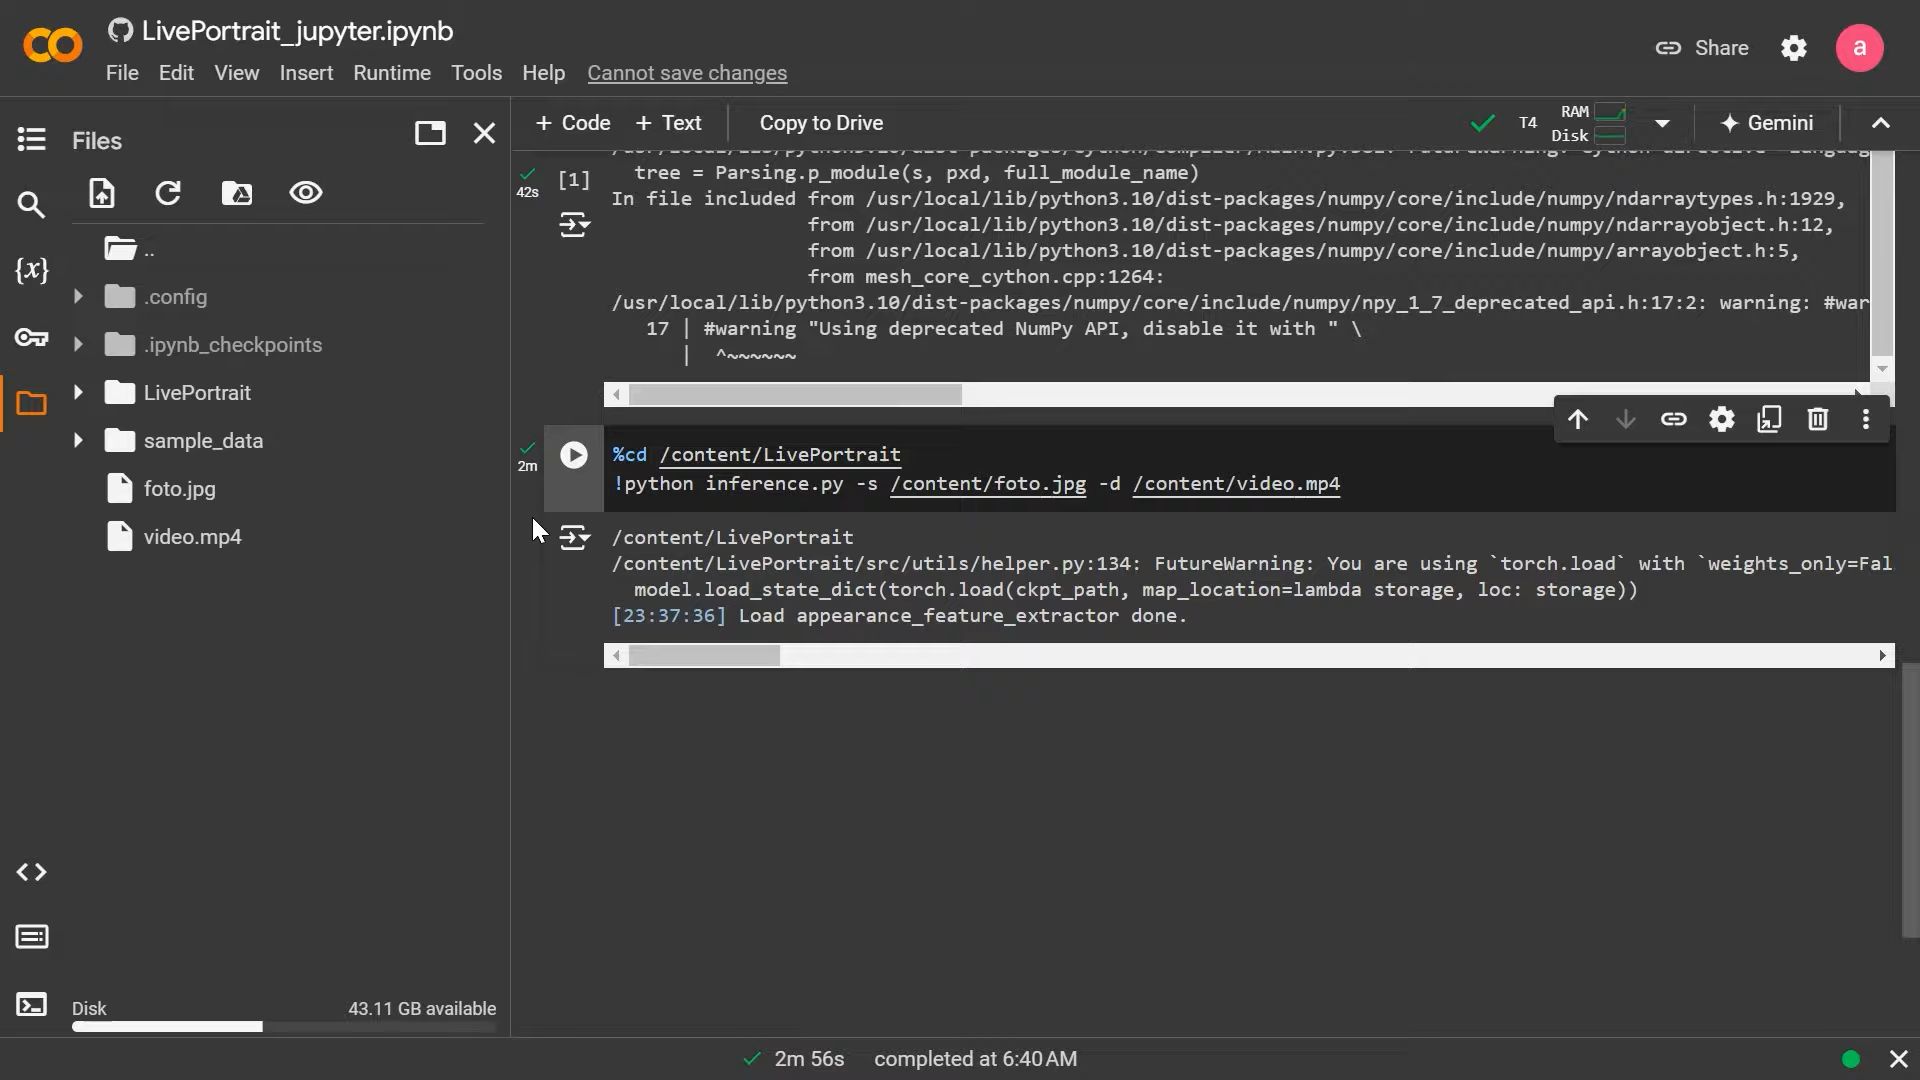 LivePortrait_jupyter.ipynb
File Edit View Insert Runtime Tools Help Cannot save changes
Share
a
Files
+ Code + Text Copy to Drive
T4 RAM Disk
Gemini
..
.config
.ipynb_checkpoints
LivePortrait
sample_data
foto.jpg
video.mp4
{x}
42s
[1]
tree = Parsing.p_module(s, pxd, full_module_name)
In file included from /usr/local/lib/python3.10/dist-packages/numpy/core/include/numpy/ndarraytypes.h:1929,
from /usr/local/lib/python3.10/dist-packages/numpy/core/include/numpy/ndarrayobject.h:12,
from /usr/local/lib/python3.10/dist-packages/numpy/core/include/numpy/arrayobject.h:5,
from mesh_core_cython.cpp:1264:
/usr/local/lib/python3.10/dist-packages/numpy/core/include/numpy/npy_1_7_deprecated_api.h:17:2: warning: #war
17 | #warning "Using deprecated NumPy API, disable it with " \
| ^~~~~~~
2m
%cd /content/LivePortrait
!python inference.py -s /content/foto.jpg -d /content/video.mp4
/content/LivePortrait
/content/LivePortrait/src/utils/helper.py:134: FutureWarning: You are using `torch.load` with `weights_only=Fal
model.load_state_dict(torch.load(ckpt_path, map_location=lambda storage, loc: storage))
[23:37:36] Load appearance_feature_extractor done.
Disk 43.11 GB available
2m 56s completed at 6:40 AM